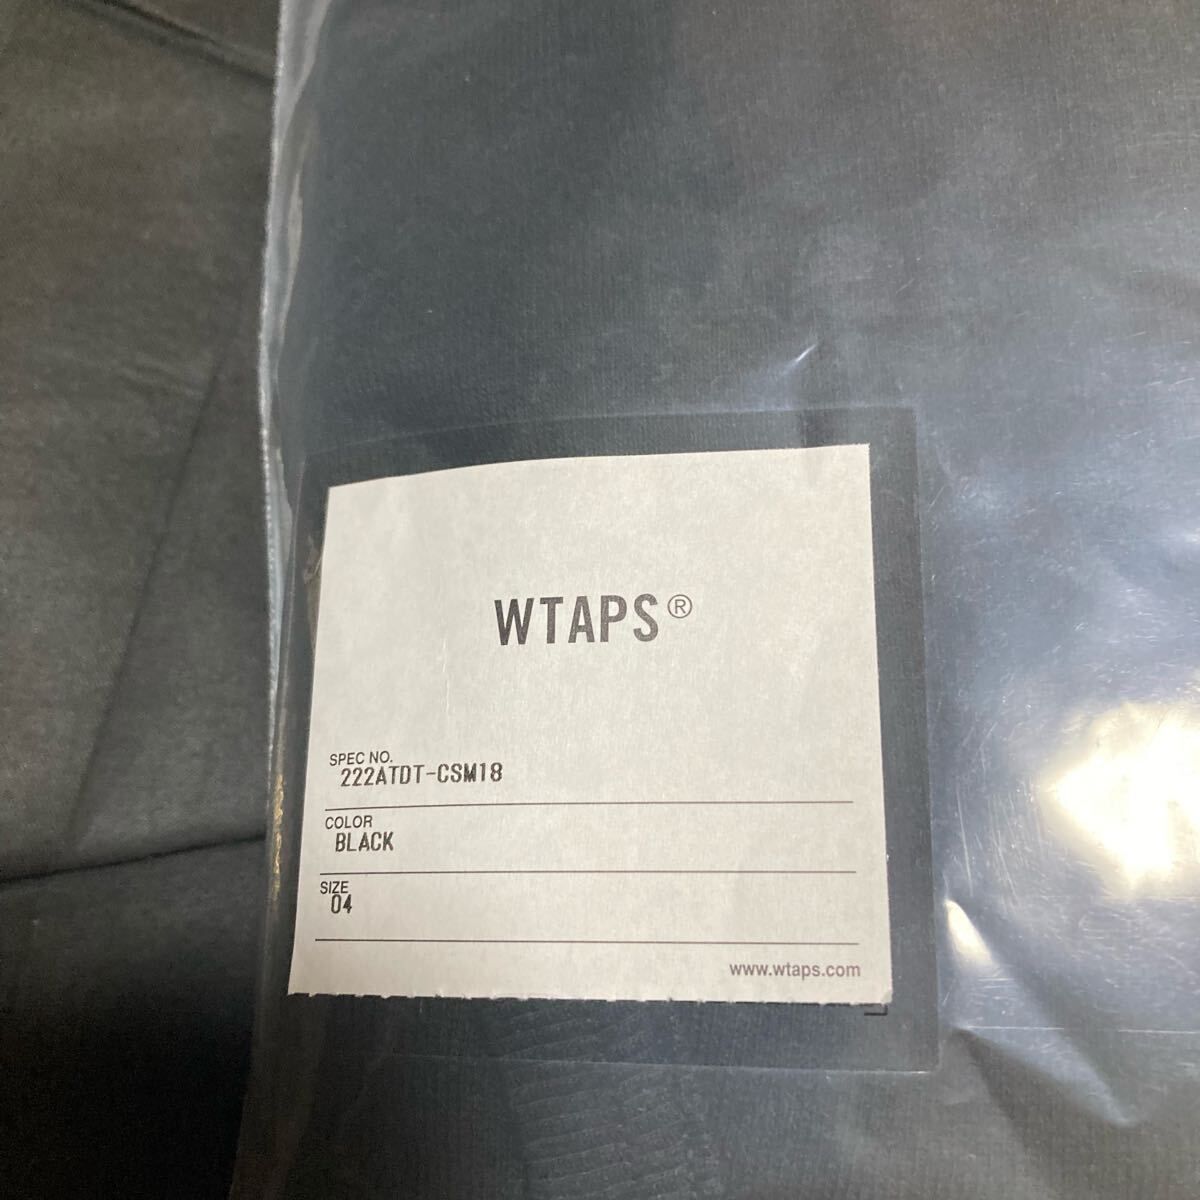 WTAPS®
SPEC NO.
222ATDT-CSM18
COLOR
BLACK
SIZE
04
www.wtaps.com